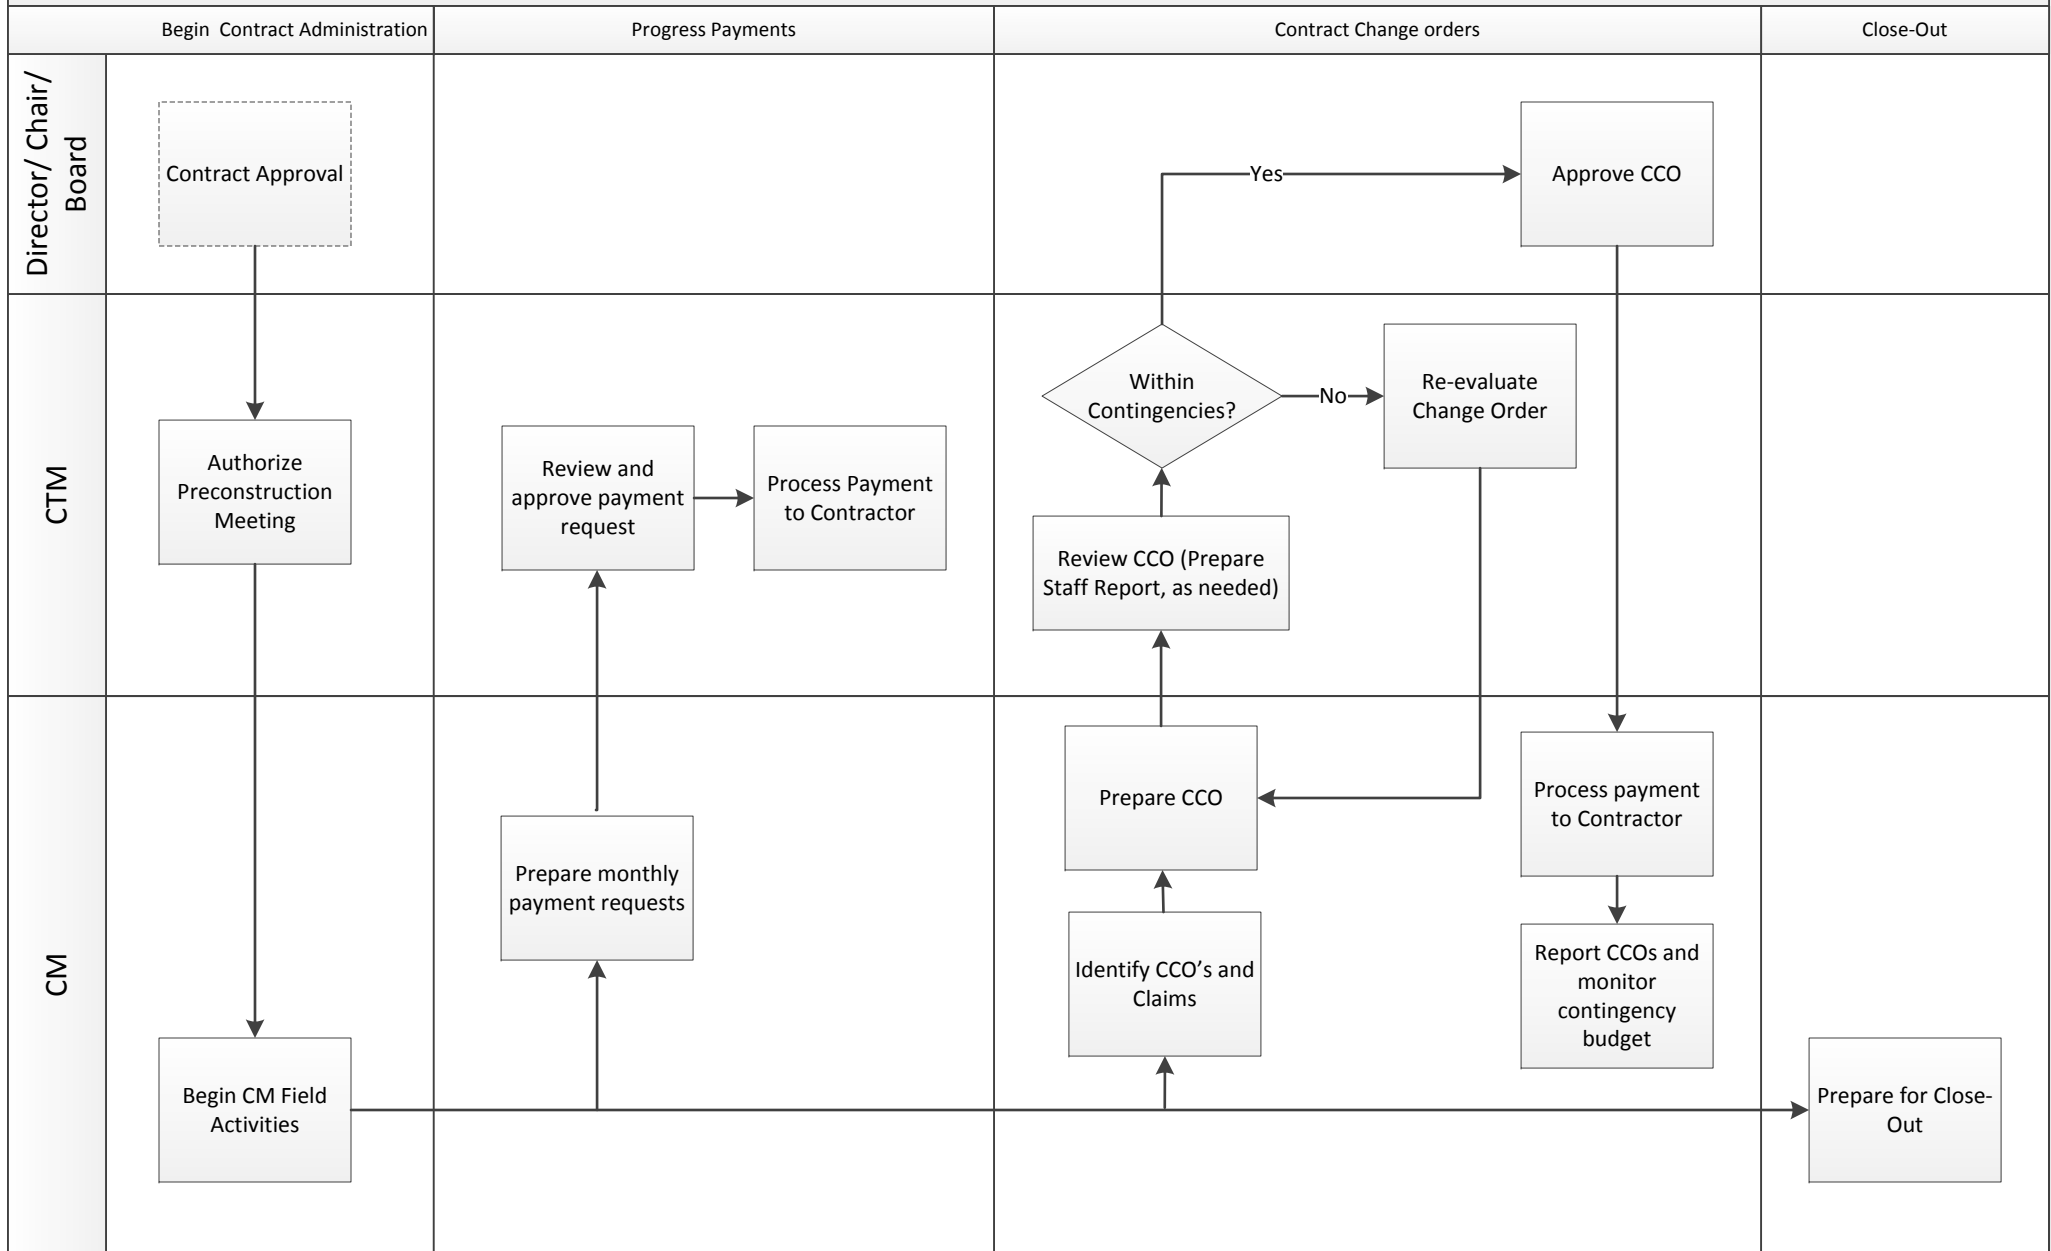 Begin  Contract Administration
Progress Payments
Contract Change orders
Close-Out
Director/ Chair/
Board
Contract Approval
Yes
Approve CCO
CTM
Authorize
Preconstruction
Meeting
Review and
approve payment
request
Process Payment
to Contractor
Within
Contingencies?
No
Re-evaluate
Change Order
Review CCO (Prepare
Staff Report, as needed)
CM
Begin CM Field
Activities
Prepare monthly
payment requests
Prepare CCO
Identify CCO’s and
Claims
Process payment
to Contractor
Report CCOs and
monitor
contingency
budget
Prepare for Close-
Out